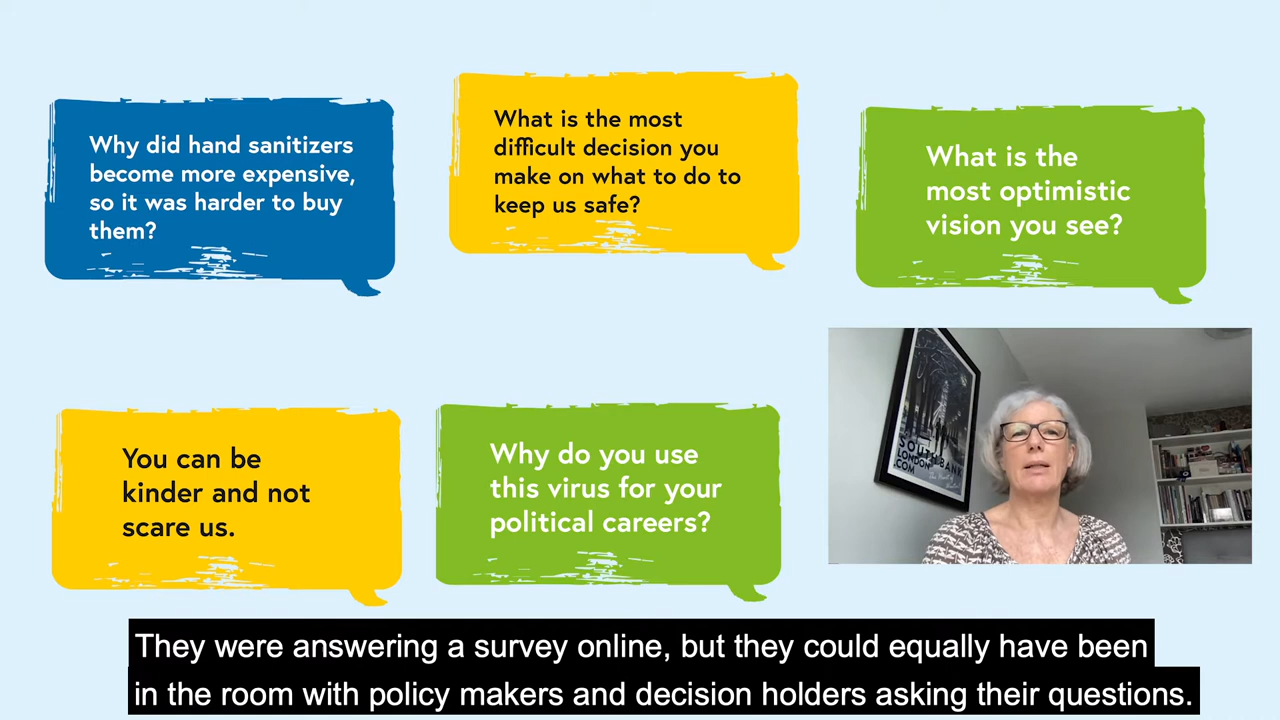 Why did hand sanitizers
become more expensive,
so it was harder to buy
them?
What is the most
difficult decision you
make on what to do to
keep us safe?
What is the
most optimistic
vision you see?
You can be
kinder and not
scare us.
Why do you use
this virus for your
political careers?
SOUTH BANK
LONDON
.COM
They were answering a survey online, but they could equally have been
in the room with policy makers and decision holders asking their questions.